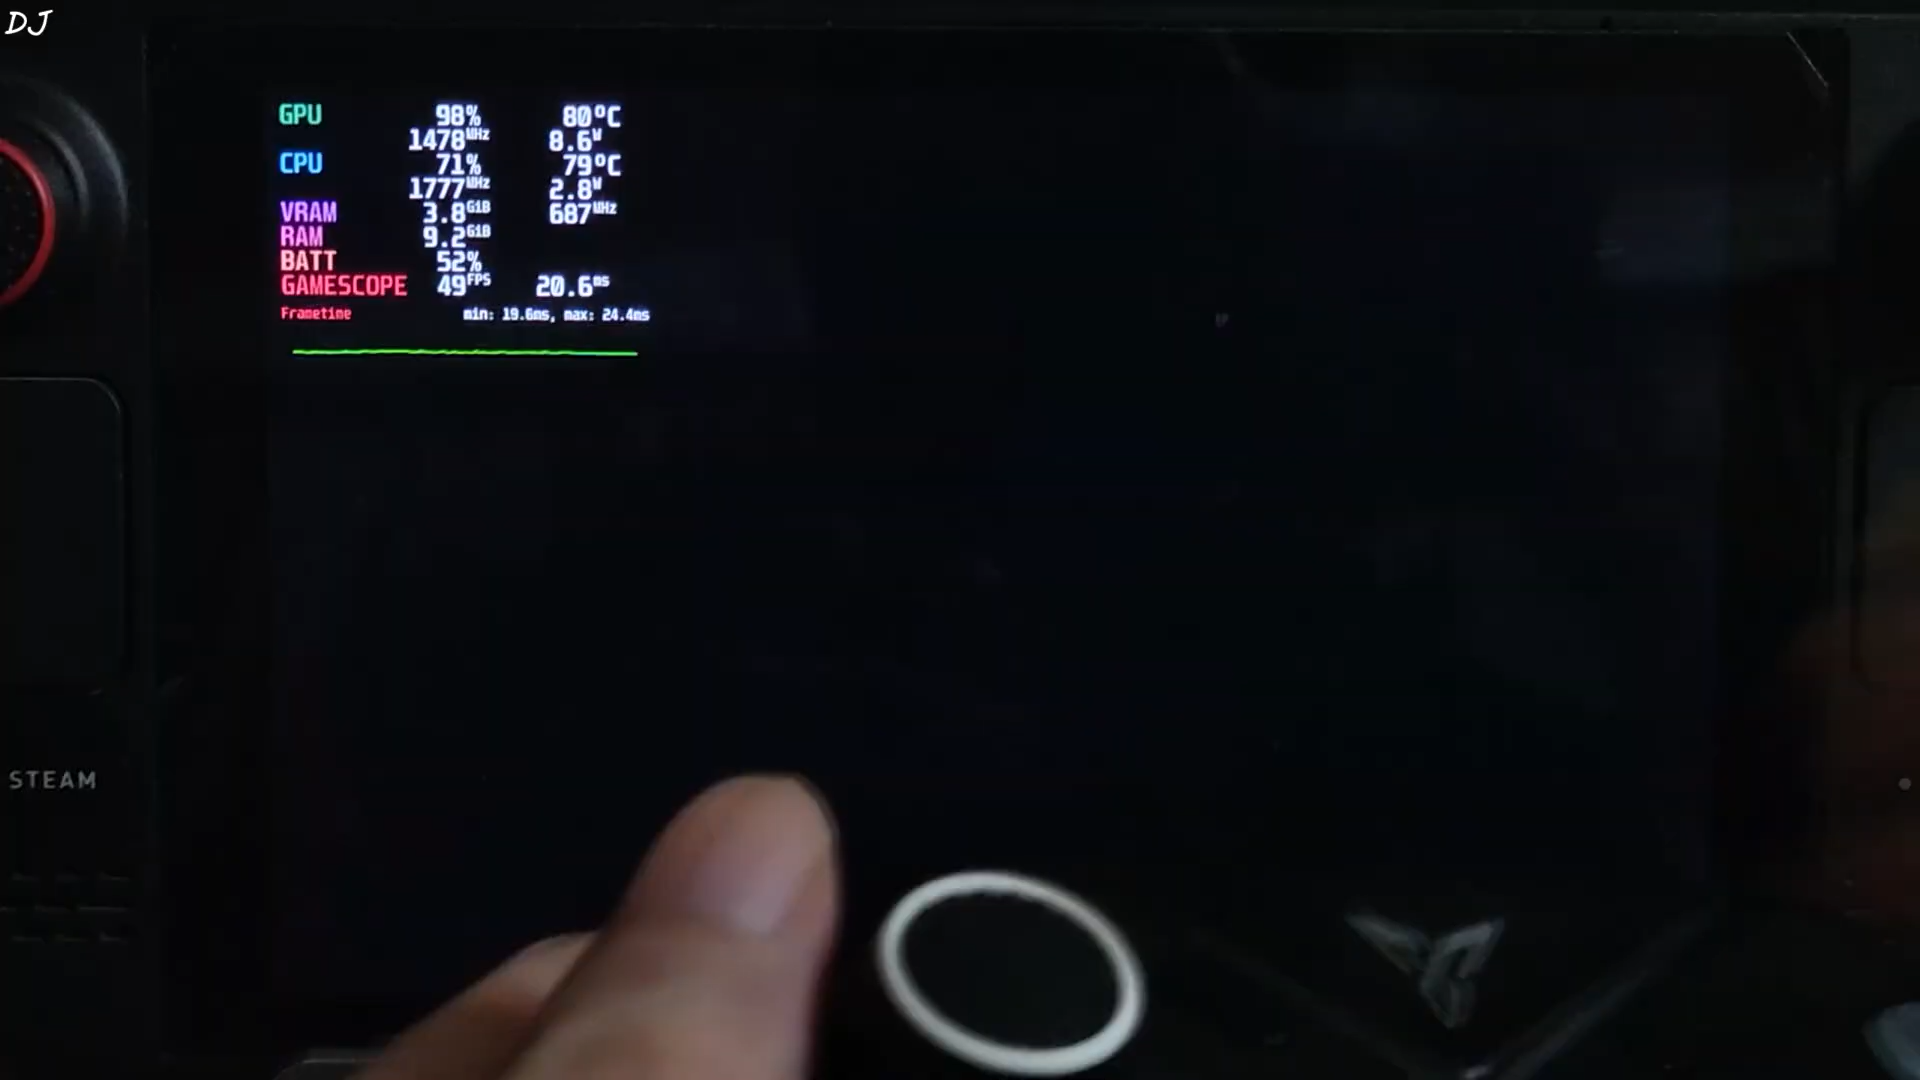 DJ
GPU 98% 80°C
1478MHz 8.6W
CPU 71% 79°C
1777MHz 2.8W
VRAM 3.8GiB 687MHz
RAM 9.2GiB
BATT 52%
GAMESCOPE 49FPS 20.6ms
Frametime min: 19.6ms, max: 24.4ms
STEAM